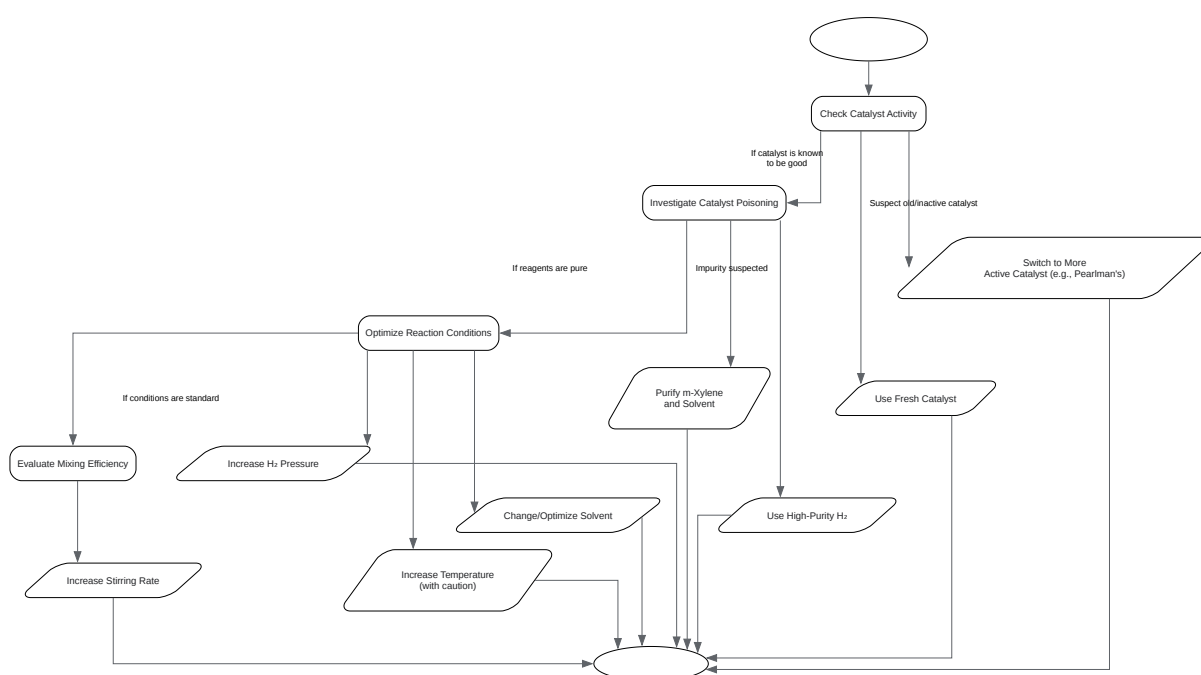 Check Catalyst Activity
If catalyst is known
to be good
Investigate Catalyst Poisoning
Suspect old/inactive catalyst
Switch to More
Active Catalyst (e.g., Pearlman's)
If reagents are pure
Impurity suspected
Optimize Reaction Conditions
Purify m-Xylene
and Solvent
Use Fresh Catalyst
If conditions are standard
Evaluate Mixing Efficiency
Increase H₂ Pressure
Change/Optimize Solvent
Use High-Purity H₂
Increase Stirring Rate
Increase Temperature
(with caution)